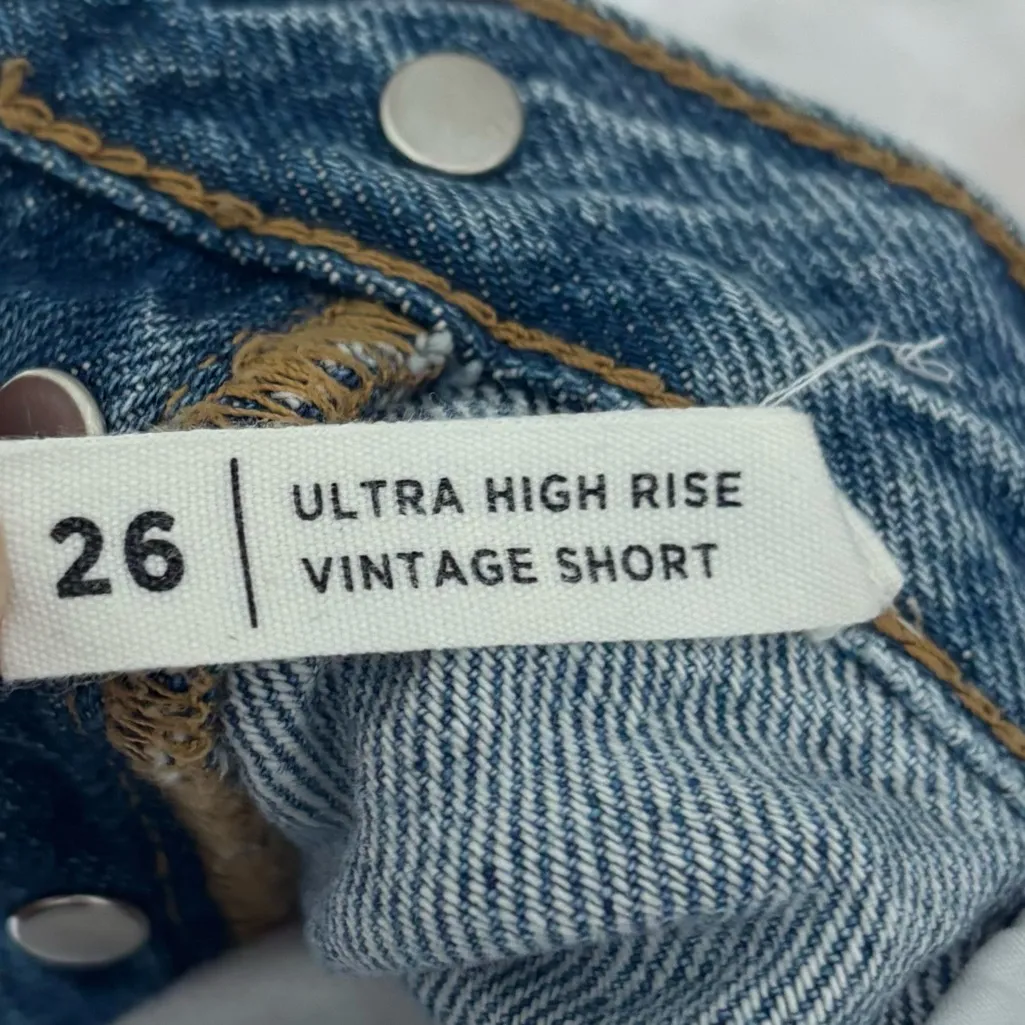 26
ULTRA HIGH RISE
VINTAGE SHORT